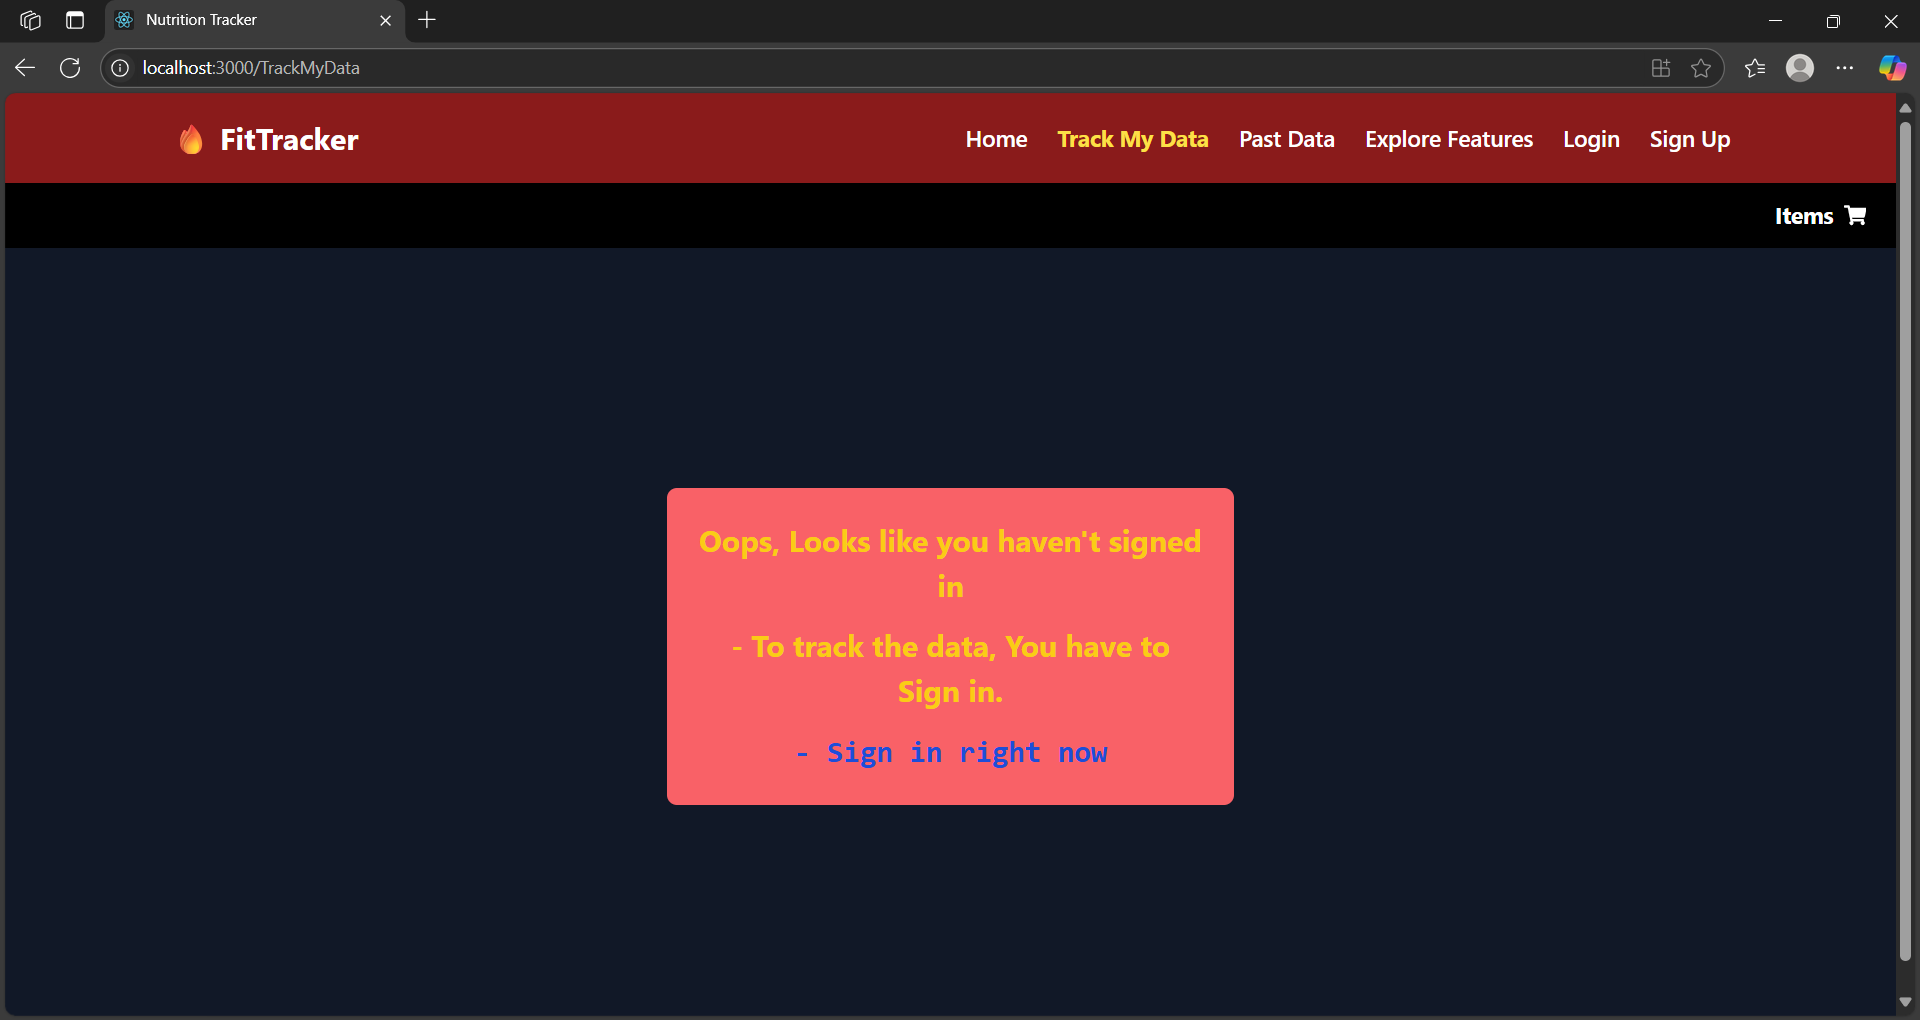 Nutrition Tracker
localhost:3000/TrackMyData
FitTracker
Home Track My Data Past Data Explore Features Login Sign Up
Items
Oops, Looks like you haven't signed
in
- To track the data, You have to
Sign in.
- Sign in right now